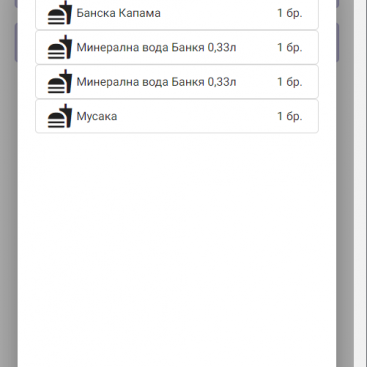 Банска Капама 1 бр.
Минерална вода Банкя 0,33л 1 бр.
Минерална вода Банкя 0,33л 1 бр.
Мусака 1 бр.